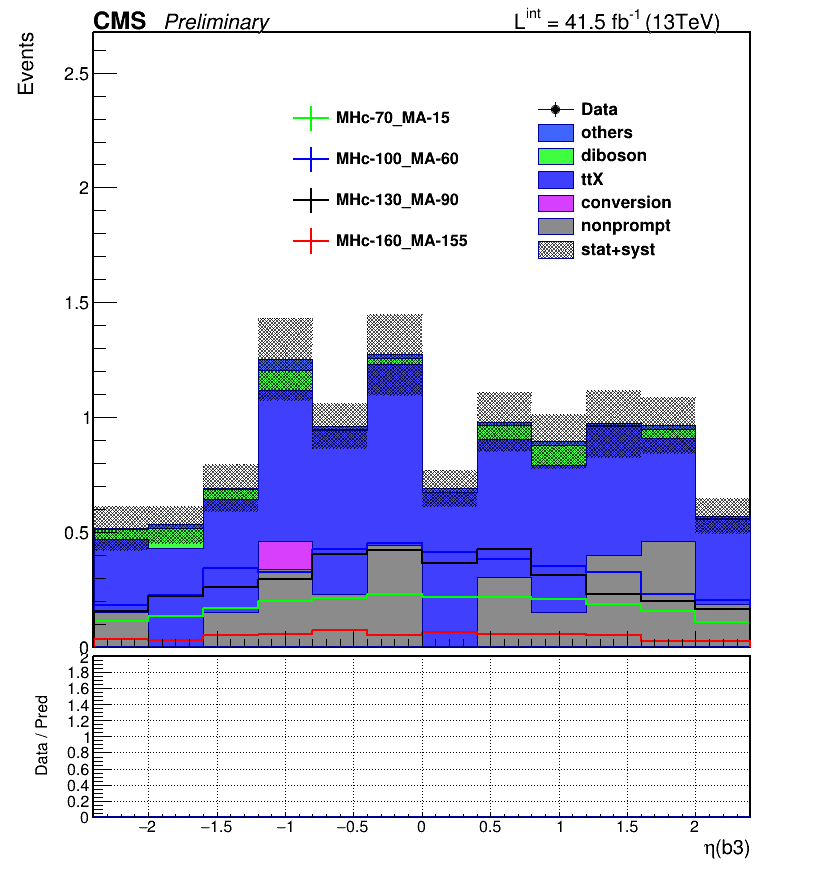 CMS Preliminary L^int = 41.5 fb^-1 (13TeV)
Events
2.5
2
1.5
1
0.5
0
MHc-70_MA-15
MHc-100_MA-60
MHc-130_MA-90
MHc-160_MA-155
Data
others
diboson
ttX
conversion
nonprompt
stat+syst
Data / Pred
2
1.8
1.6
1.4
1.2
1
0.8
0.6
0.4
0.2
0
−2 −1.5 −1 −0.5 0 0.5 1 1.5 2
η(b3)